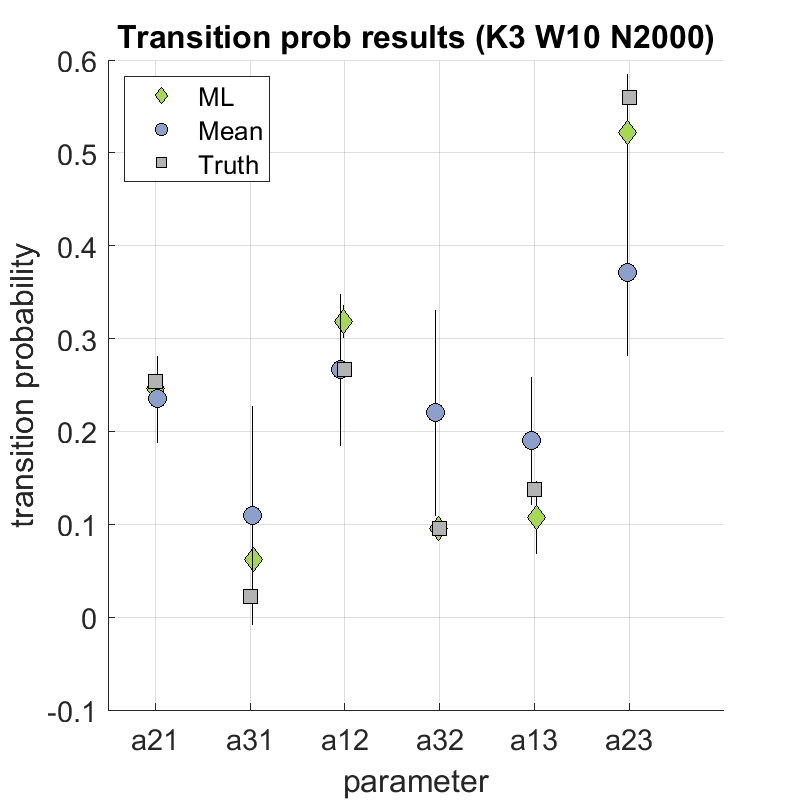 Transition prob results (K3 W10 N2000)
ML
Mean
Truth
0.6
0.5
0.4
0.3
0.2
0.1
0
-0.1
transition probability
a21 a31 a12 a32 a13 a23
parameter